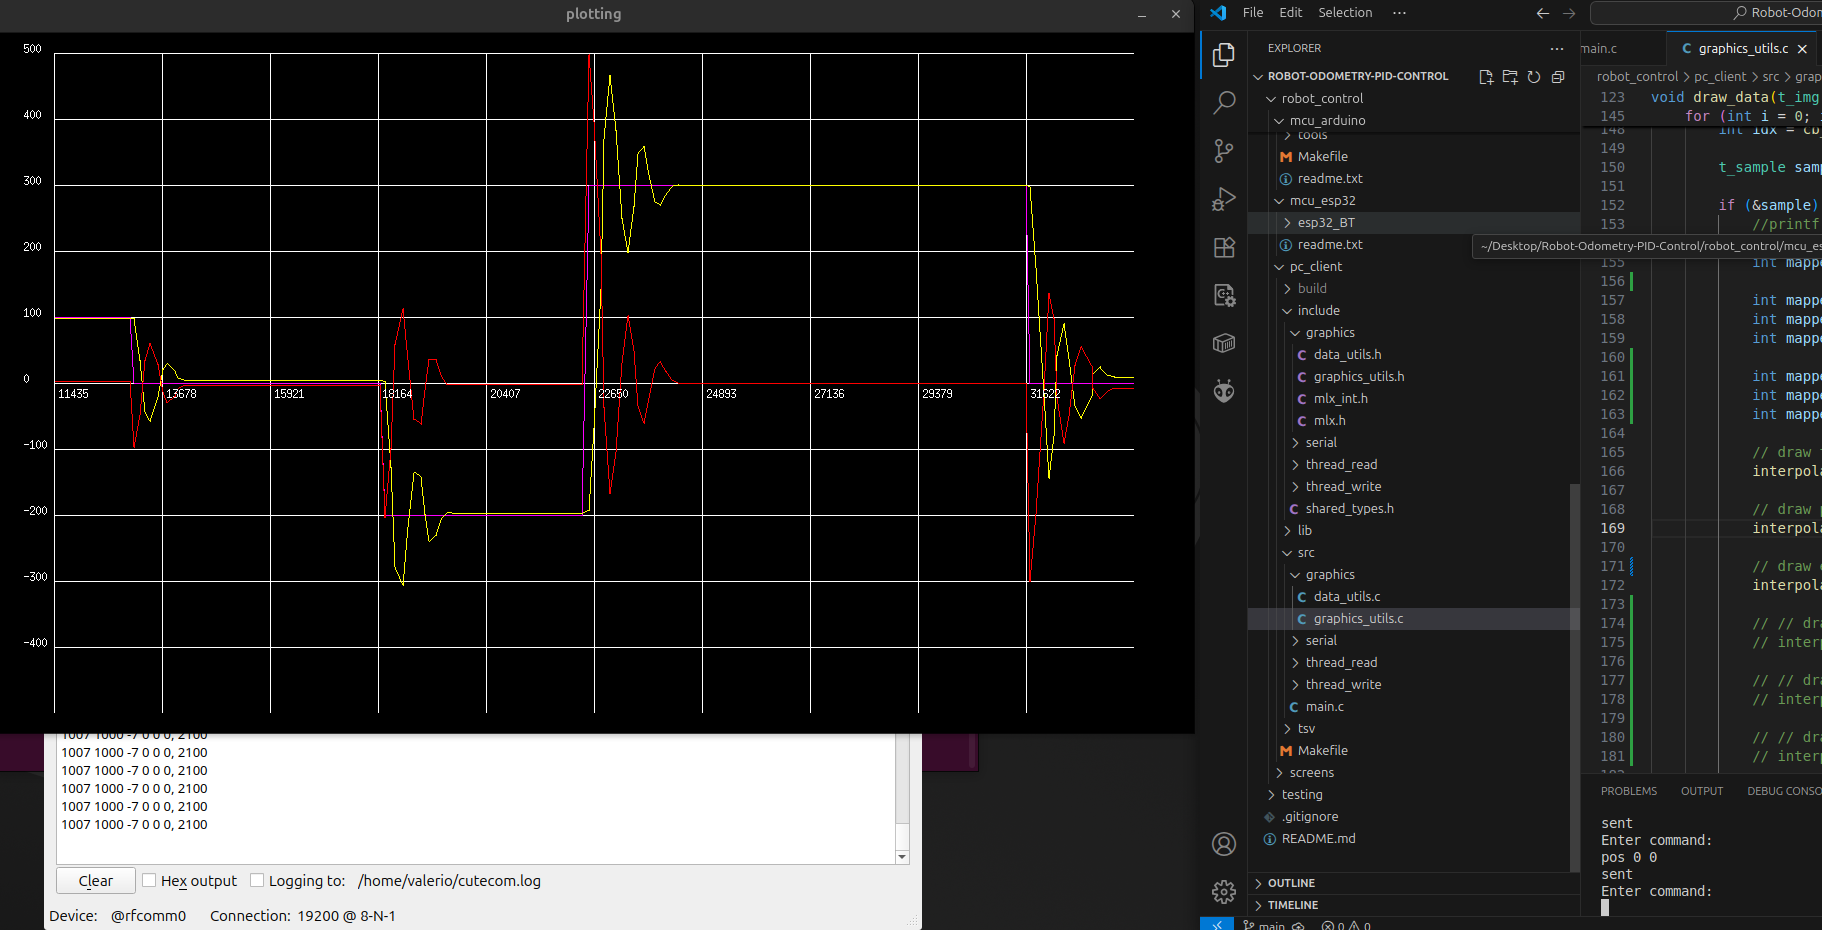 plotting
500
400
300
200
100
0
-100
-200
-300
-400
11435
13678
15921
18164
20407
22650
24893
27136
29379
31622
1007 1000 -7 0 0 0, 2100
1007 1000 -7 0 0 0, 2100
1007 1000 -7 0 0 0, 2100
1007 1000 -7 0 0 0, 2100
1007 1000 -7 0 0 0, 2100
1007 1000 -7 0 0 0, 2100
Clear
Hex output
Logging to:
/home/valerio/cutecom.log
Device: @rfcomm0 Connection: 19200 @ 8-N-1
File Edit Selection ···
Robot-Odom
EXPLORER
ROBOT-ODOMETRY-PID-CONTROL
robot_control
mcu_arduino
tools
Makefile
readme.txt
mcu_esp32
esp32_BT
readme.txt
pc_client
build
include
graphics
data_utils.h
graphics_utils.h
mlx_int.h
mlx.h
serial
thread_read
thread_write
shared_types.h
lib
src
graphics
data_utils.c
graphics_utils.c
serial
thread_read
thread_write
main.c
tsv
Makefile
screens
testing
.gitignore
README.md
OUTLINE
TIMELINE
main
0 0
~/Desktop/Robot-Odometry-PID-Control/robot_control/mcu_es
main.c
graphics_utils.c
robot_control > pc_client > src > grap
123 void draw_data(t_img
145 for (int i = 0; i
148 int idx = cb_
149
150 t_sample samp
151
152 if (&sample)
153 //printf
155 int mappe
156
157 int mappe
158 int mappe
159 int mappe
160
161 int mappe
162 int mappe
163 int mappe
164
165 // draw
166 interpola
167
168 // draw p
169 interpola
170
171 // draw
172 interpola
173
174 // // dra
175 // interp
176
177 // // dra
178 // interp
179
180 // // dra
181 // interp
PROBLEMS OUTPUT DEBUG CONSO
sent
Enter command:
pos 0 0
sent
Enter command: